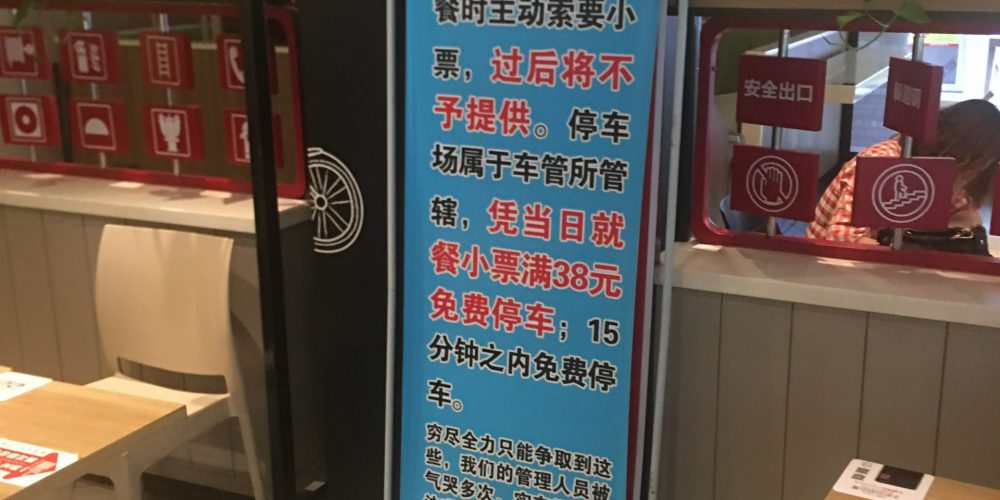 餐时主动索要小
票，过后将不
予提供。停车
场属于车管所管
辖，凭当日就
餐小票满38元
免费停车；15
分钟之内免费停
车。
穷尽全力只能争取到这
些，我们的管理人员被
气哭多次，实在
安全出口